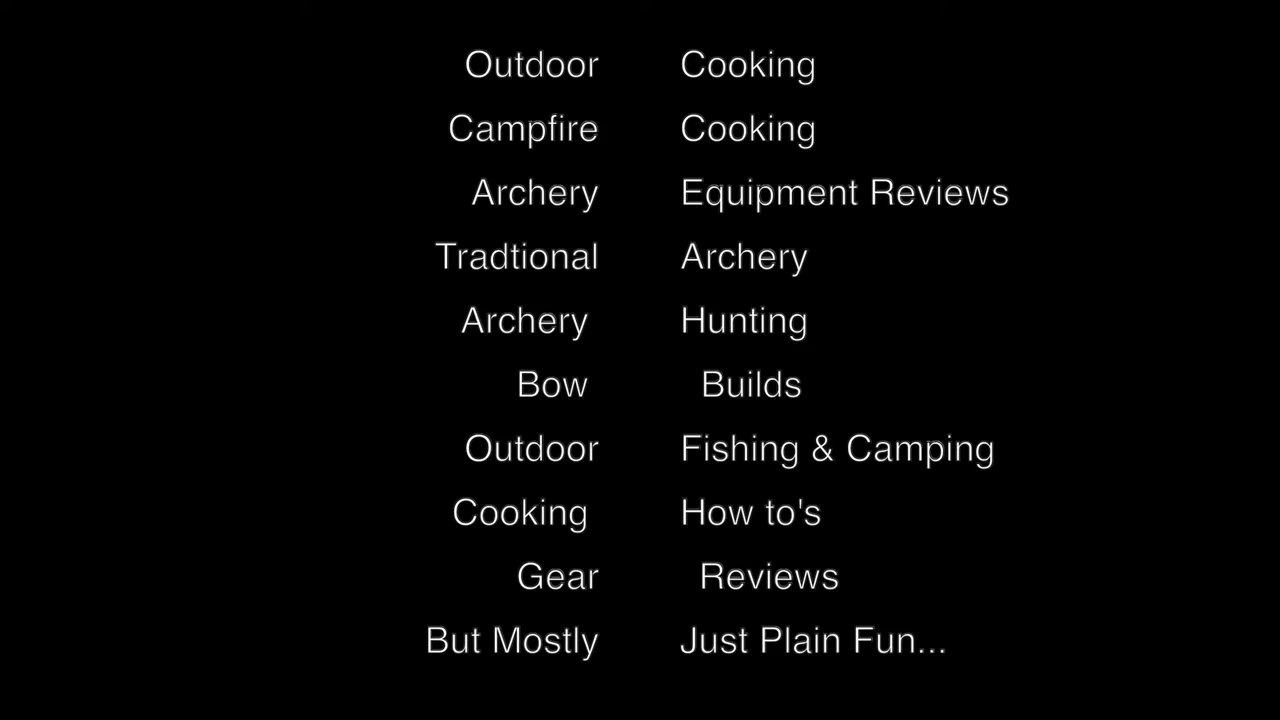 Outdoor Cooking
Campfire Cooking
Archery Equipment Reviews
Tradtional Archery
Archery Hunting
Bow Builds
Outdoor Fishing & Camping
Cooking How to's
Gear Reviews
But Mostly Just Plain Fun...